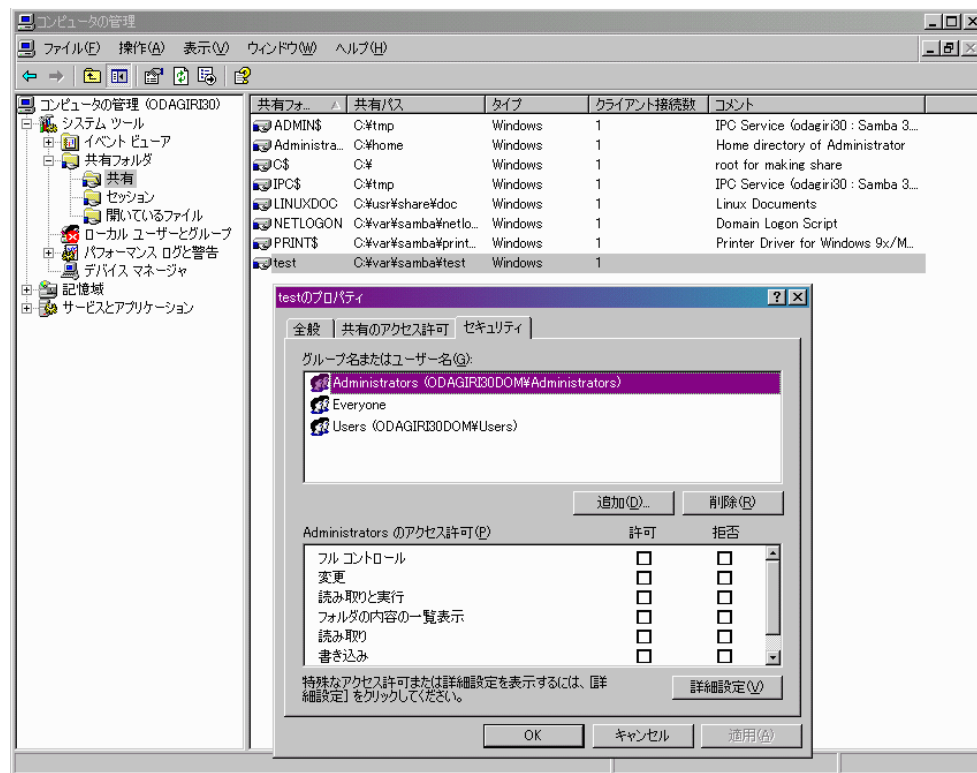 コンピュータの管理
ファイル(F) 操作(A) 表示(V) ウィンドウ(W) ヘルプ(H)
コンピュータの管理 (ODAGIRI30)
システム ツール
イベント ビューア
共有フォルダ
共有
セッション
開いているファイル
ローカル ユーザーとグループ
パフォーマンス ログと警告
デバイス マネージャ
記憶域
サービスとアプリケーション
共有フォ... 共有パス タイプ クライアント接続数 コメント
ADMIN$ C:¥tmp Windows 1 IPC Service (odagiri30 : Samba 3....
Administra... C:¥home Windows 1 Home directory of Administrator
C$ C:¥ Windows 1 root for making share
IPC$ C:¥tmp Windows 1 IPC Service (odagiri30 : Samba 3....
LINUXDOC C:¥usr¥share¥doc Windows 1 Linux Documents
NETLOGON C:¥var¥samba¥netlo... Windows 1 Domain Logon Script
PRINT$ C:¥var¥samba¥print... Windows 1 Printer Driver for Windows 9x/M...
test C:¥var¥samba¥test Windows 1
testのプロパティ
全般 共有のアクセス許可 セキュリティ
グループ名またはユーザー名(G):
Administrators (ODAGIRI30DOM¥Administrators)
Everyone
Users (ODAGIRI30DOM¥Users)
追加(D)... 削除(R)
Administrators のアクセス許可(P) 許可 拒否
フル コントロール
変更
読み取りと実行
フォルダの内容の一覧表示
読み取り
書き込み
特殊なアクセス許可または詳細設定を表示するには、[詳
細設定] をクリックしてください。
詳細設定(V)
OK キャンセル 適用(A)